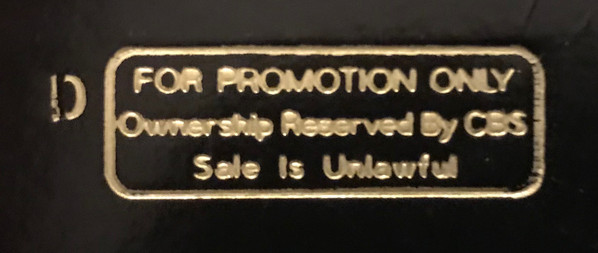 D
FOR PROMOTION ONLY
Ownership Reserved By CBS
Sale Is Unlawful